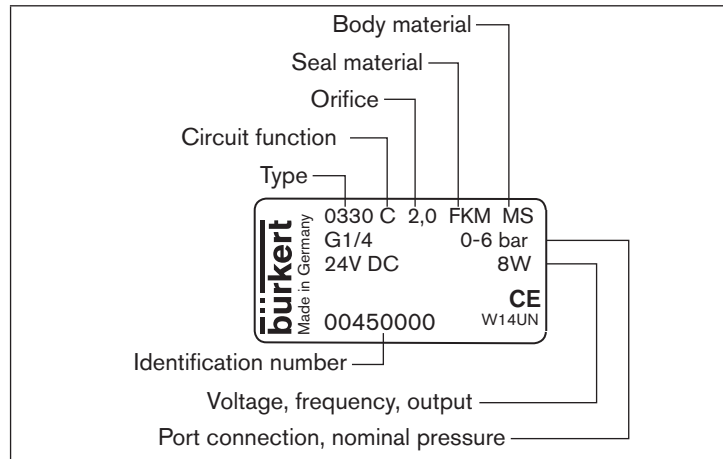 Body material
Seal material
Orifice
Circuit function
Type
burkert
Made in Germany
0330 C 2,0 FKM MS
G1/4 0-6 bar
24V DC 8W
CE
00450000 W14UN
Identification number
Voltage, frequency, output
Port connection, nominal pressure